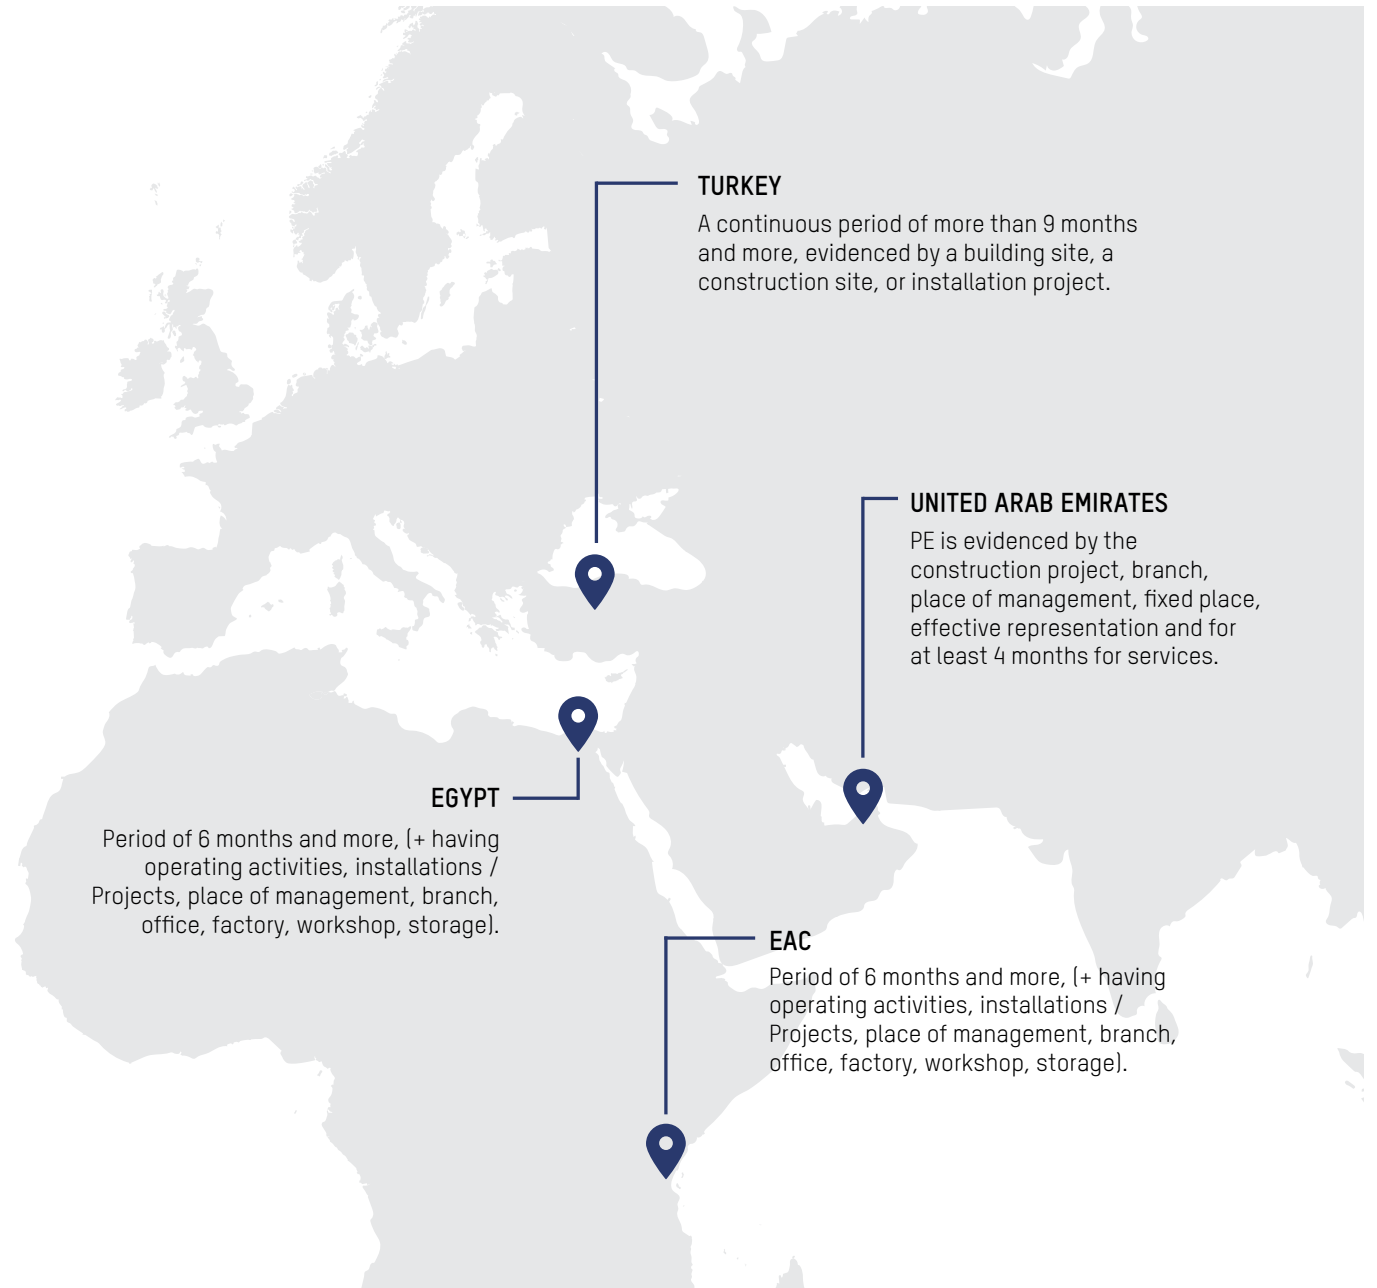 TURKEY
A continuous period of more than 9 months
and more, evidenced by a building site, a
construction site, or installation project.
UNITED ARAB EMIRATES
PE is evidenced by the
construction project, branch,
place of management, fixed place,
effective representation and for
at least 4 months for services.
EGYPT
Period of 6 months and more, (+ having
operating activities, installations /
Projects, place of management, branch,
office, factory, workshop, storage).
EAC
Period of 6 months and more, (+ having
operating activities, installations /
Projects, place of management, branch,
office, factory, workshop, storage).